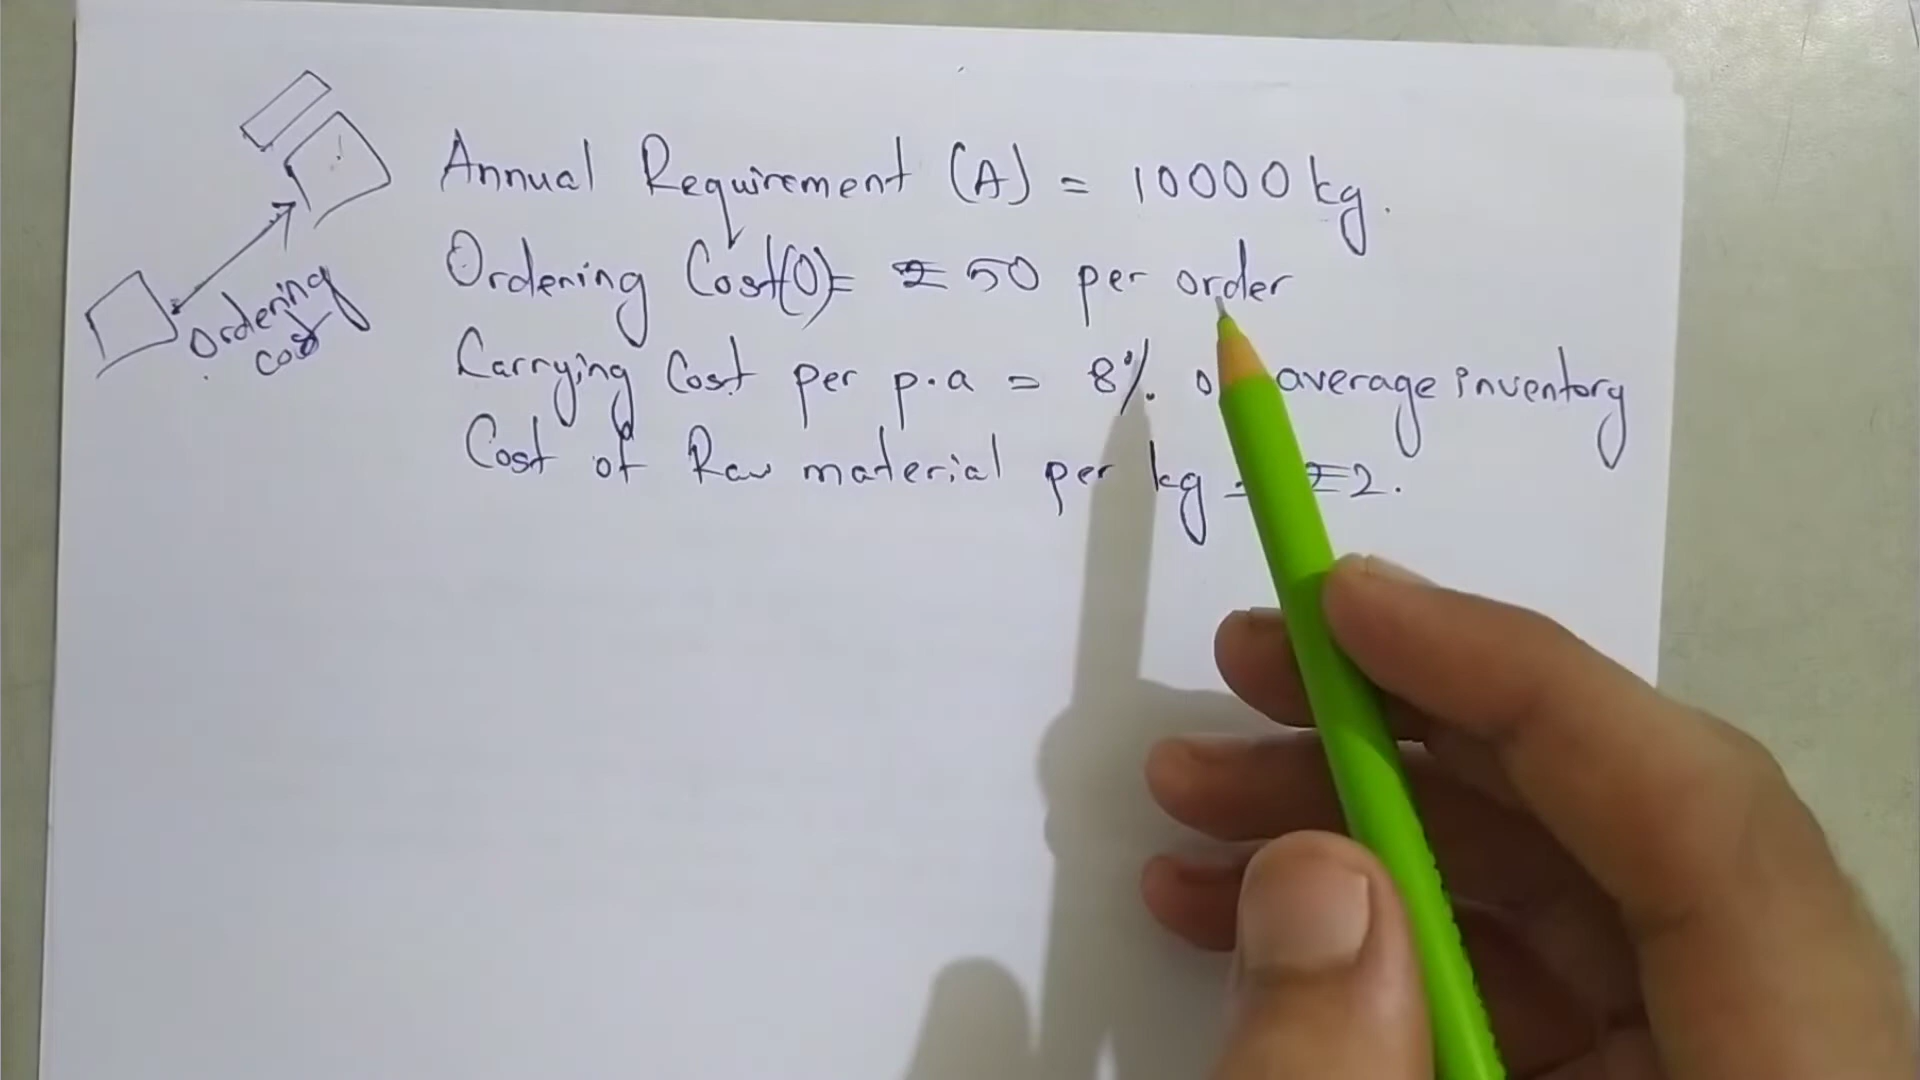 Annual Requirement (A) = 10000 kg.
Ordering Cost(O)= ₹50 per order
Carrying Cost per p.a = 8% average inventory
Cost of Raw material per kg = ₹2.
Ordering
cost